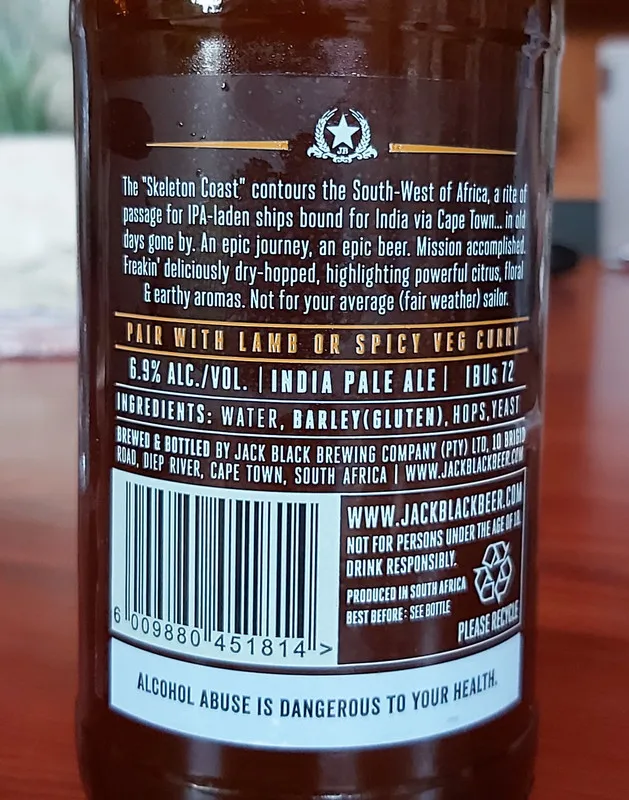 JB
The "Skeleton Coast" contours the South-West of Africa, a rite of
passage for IPA-laden ships bound for India via Cape Town... in old
days gone by. An epic journey, an epic beer. Mission accomplished.
Freakin' deliciously dry-hopped, highlighting powerful citrus, floral
& earthy aromas. Not for your average (fair weather) sailor.
PAIR WITH LAMB OR SPICY VEG CURRY
6.9% ALC./VOL. | INDIA PALE ALE | IBUs 72
INGREDIENTS: WATER, BARLEY(GLUTEN), HOPS, YEAST
BREWED & BOTTLED BY JACK BLACK BREWING COMPANY (PTY) LTD, 10 BRIGID
ROAD, DIEP RIVER, CAPE TOWN, SOUTH AFRICA | WWW.JACKBLACKBEER.COM
WWW.JACKBLACKBEER.COM
NOT FOR PERSONS UNDER THE AGE OF 18.
DRINK RESPONSIBLY.
PRODUCED IN SOUTH AFRICA
BEST BEFORE: SEE BOTTLE
PLEASE RECYCLE
6 009880 451814 >
ALCOHOL ABUSE IS DANGEROUS TO YOUR HEALTH.